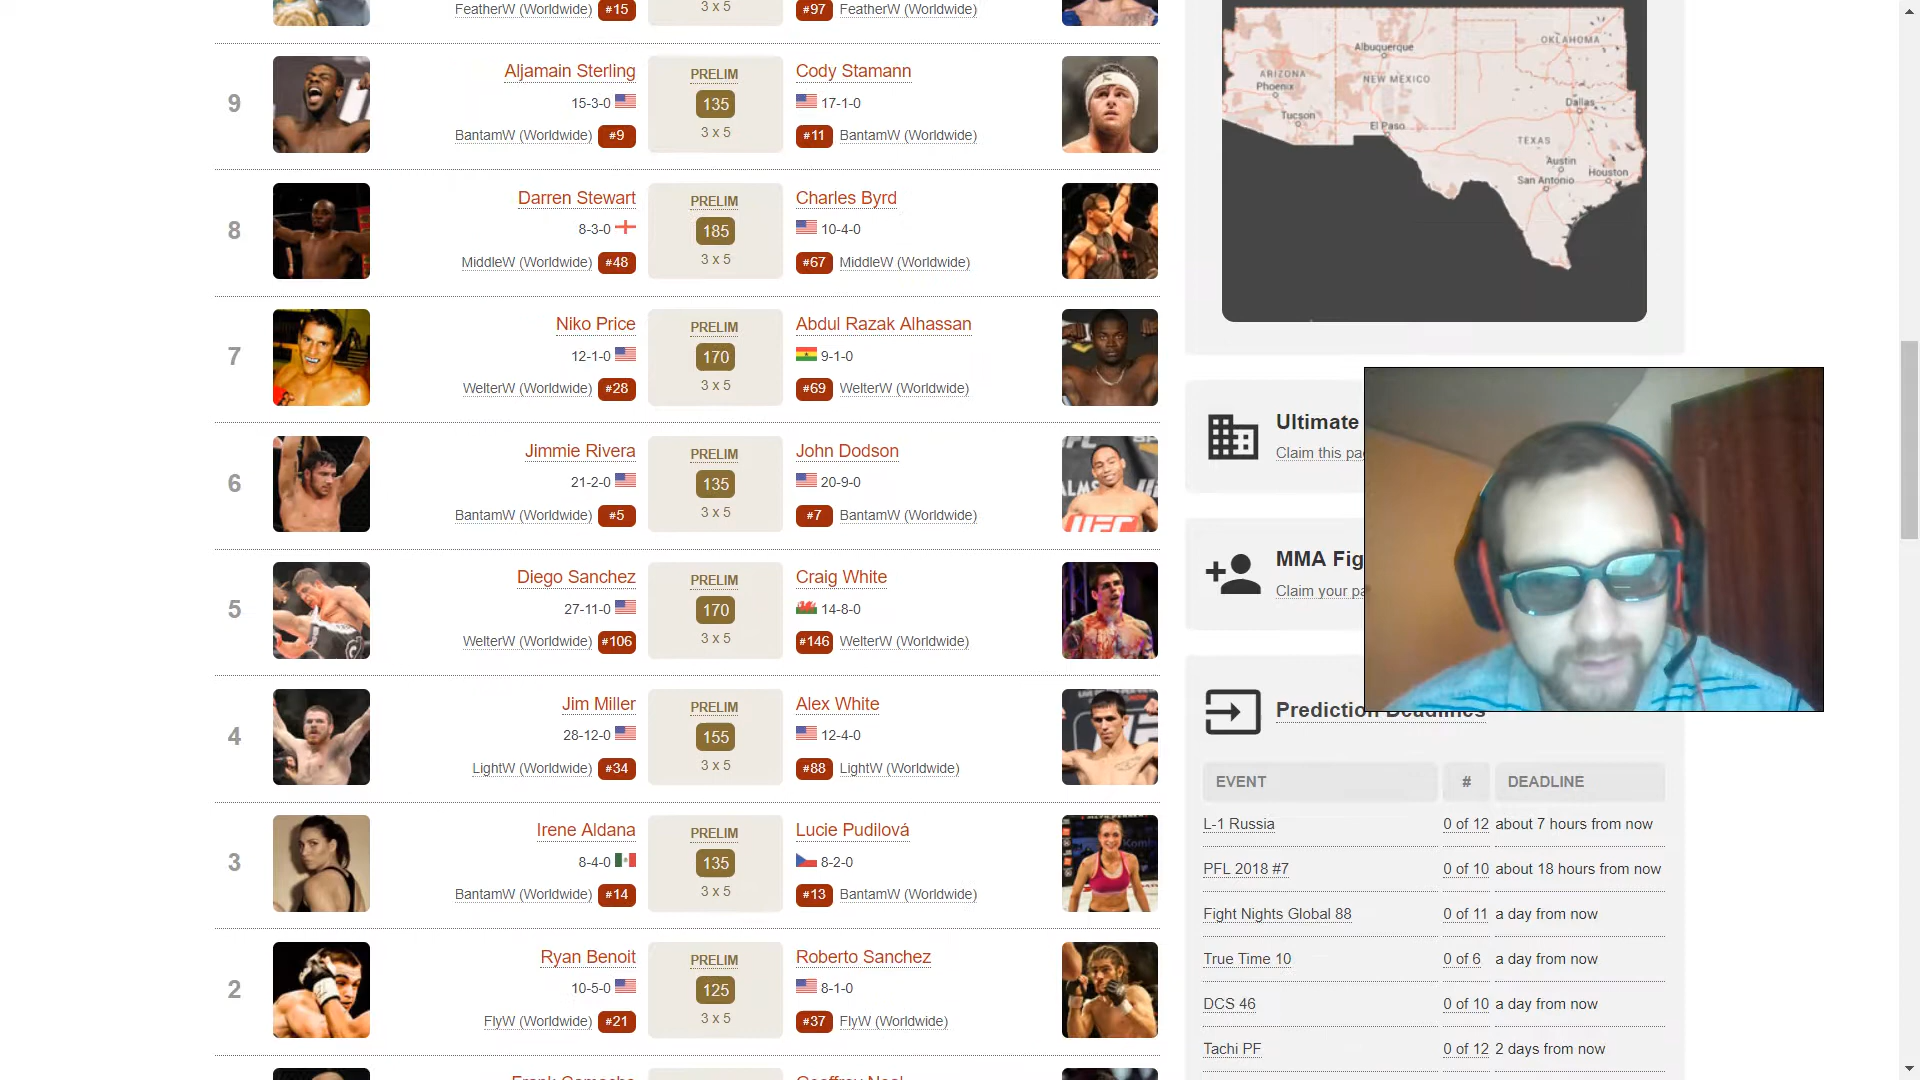 FeatherW (Worldwide) #15
3 x 5
#97 FeatherW (Worldwide)
9
Aljamain Sterling
15-3-0
BantamW (Worldwide) #9
PRELIM
135
3 x 5
Cody Stamann
17-1-0
#11 BantamW (Worldwide)
8
Darren Stewart
8-3-0
MiddleW (Worldwide) #48
PRELIM
185
3 x 5
Charles Byrd
10-4-0
#67 MiddleW (Worldwide)
7
Niko Price
12-1-0
WelterW (Worldwide) #28
PRELIM
170
3 x 5
Abdul Razak Alhassan
9-1-0
#69 WelterW (Worldwide)
6
Jimmie Rivera
21-2-0
BantamW (Worldwide) #5
PRELIM
135
3 x 5
John Dodson
20-9-0
#7 BantamW (Worldwide)
UFC
5
Diego Sanchez
27-11-0
WelterW (Worldwide) #106
PRELIM
170
3 x 5
Craig White
14-8-0
#146 WelterW (Worldwide)
4
Jim Miller
28-12-0
LightW (Worldwide) #34
PRELIM
155
3 x 5
Alex White
12-4-0
#88 LightW (Worldwide)
3
Irene Aldana
8-4-0
BantamW (Worldwide) #14
PRELIM
135
3 x 5
Lucie Pudilová
8-2-0
#13 BantamW (Worldwide)
2
Ryan Benoit
10-5-0
FlyW (Worldwide) #21
PRELIM
125
3 x 5
Roberto Sanchez
8-1-0
#37 FlyW (Worldwide)
OKLAHOMA
Albuquerque
ARIZONA
NEW MEXICO
Phoenix
Dallas
Tucson
El Paso
TEXAS
Austin
San Antonio
Houston
Ultimate
Claim this pa
MMA Fig
Claim your pa
Prediction Deadlines
EVENT # DEADLINE
L-1 Russia 0 of 12 about 7 hours from now
PFL 2018 #7 0 of 10 about 18 hours from now
Fight Nights Global 88 0 of 11 a day from now
True Time 10 0 of 6 a day from now
DCS 46 0 of 10 a day from now
Tachi PF 0 of 12 2 days from now